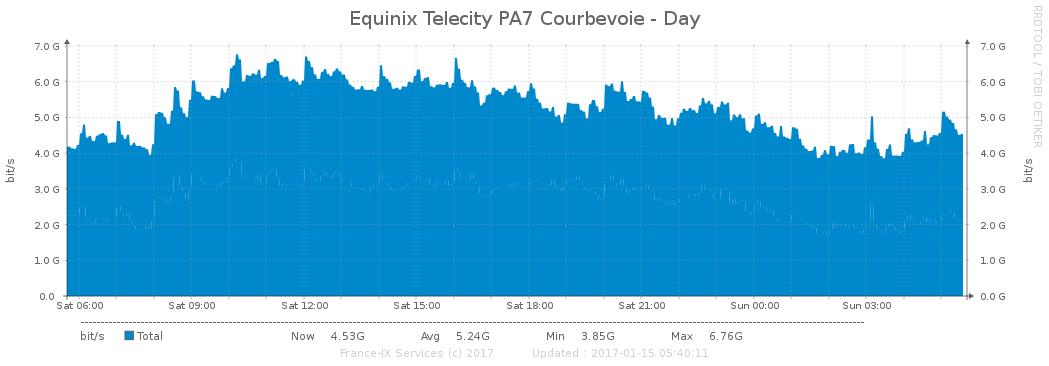 Equinix Telecity PA7 Courbevoie - Day
RRDTOOL / TOBI OETIKER
7.0 G 7.0 G
6.0 G 6.0 G
5.0 G 5.0 G
4.0 G 4.0 G
3.0 G 3.0 G
2.0 G 2.0 G
1.0 G 1.0 G
0.0 0.0 G
bit/s bit/s
Sat 06:00 Sat 09:00 Sat 12:00 Sat 15:00 Sat 18:00 Sat 21:00 Sun 00:00 Sun 03:00
bit/s Total Now 4.53G Avg 5.24G Min 3.85G Max 6.76G
France-IX Services (c) 2017 Updated : 2017-01-15 05:40:11